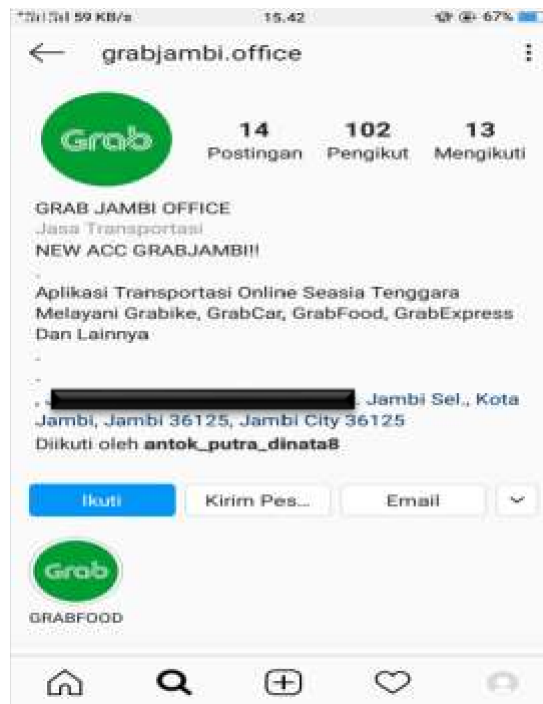 59 KB/s 15.42 67%
grabjambi.office
Grab
14 102 13
Postingan Pengikut Mengikuti
GRAB JAMBI OFFICE
Jasa Transportasi
NEW ACC GRABJAMBI!!
.
Aplikasi Transportasi Online Seasia Tenggara
Melayani Grabike, GrabCar, GrabFood, GrabExpress
Dan Lainnya
.
.
, J Jambi Sel., Kota
Jambi, Jambi 36125, Jambi City 36125
Diikuti oleh antok_putra_dinata8
Ikuti Kirim Pes... Email
Grab
GRABFOOD